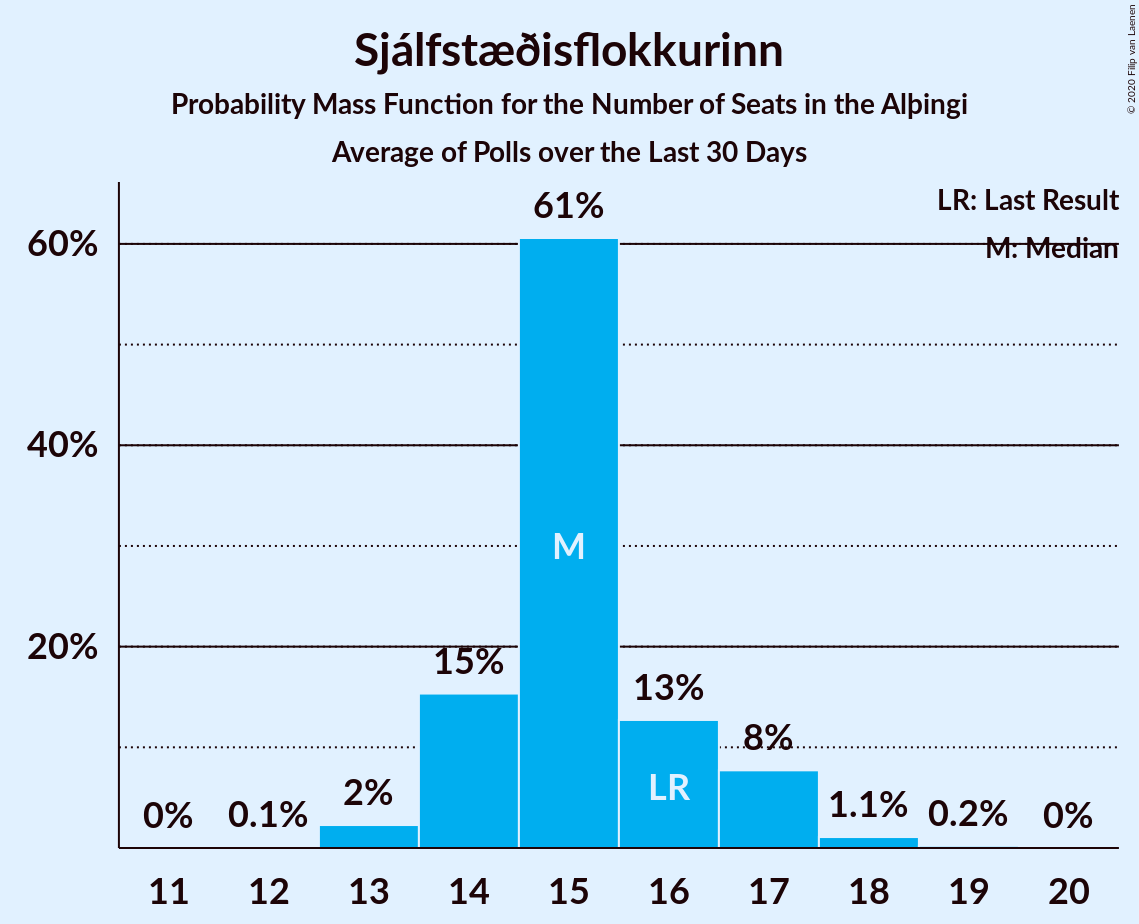 Sjálfstæðisflokkurinn
Probability Mass Function for the Number of Seats in the Alþingi
Average of Polls over the Last 30 Days
© 2020 Filip van Laenen
LR: Last Result
M: Median
60%
40%
20%
0%
0.1%
2%
15%
61%
13%
8%
1.1%
0.2%
0%
M
LR
11 12 13 14 15 16 17 18 19 20